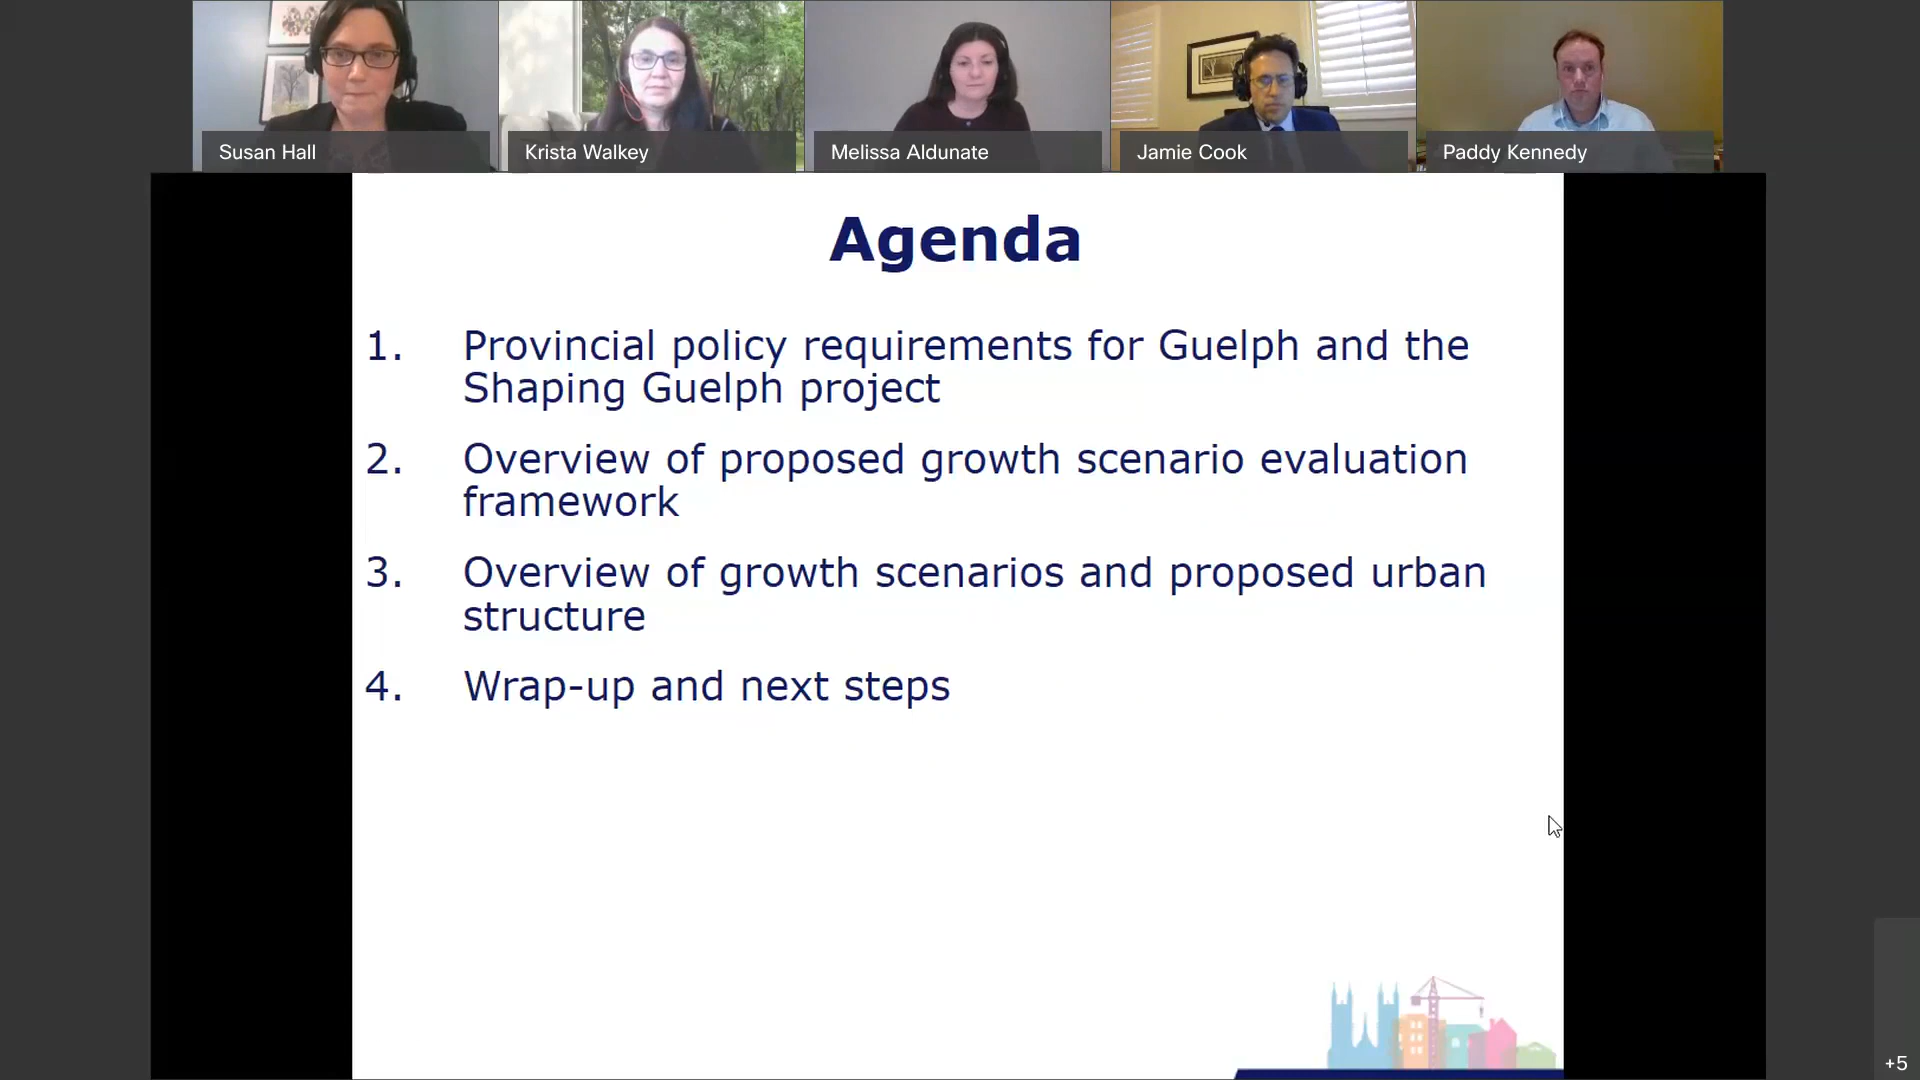 Susan Hall
Krista Walkey
Melissa Aldunate
Jamie Cook
Paddy Kennedy
Agenda
1. Provincial policy requirements for Guelph and the
Shaping Guelph project
2. Overview of proposed growth scenario evaluation
framework
3. Overview of growth scenarios and proposed urban
structure
4. Wrap-up and next steps
+5